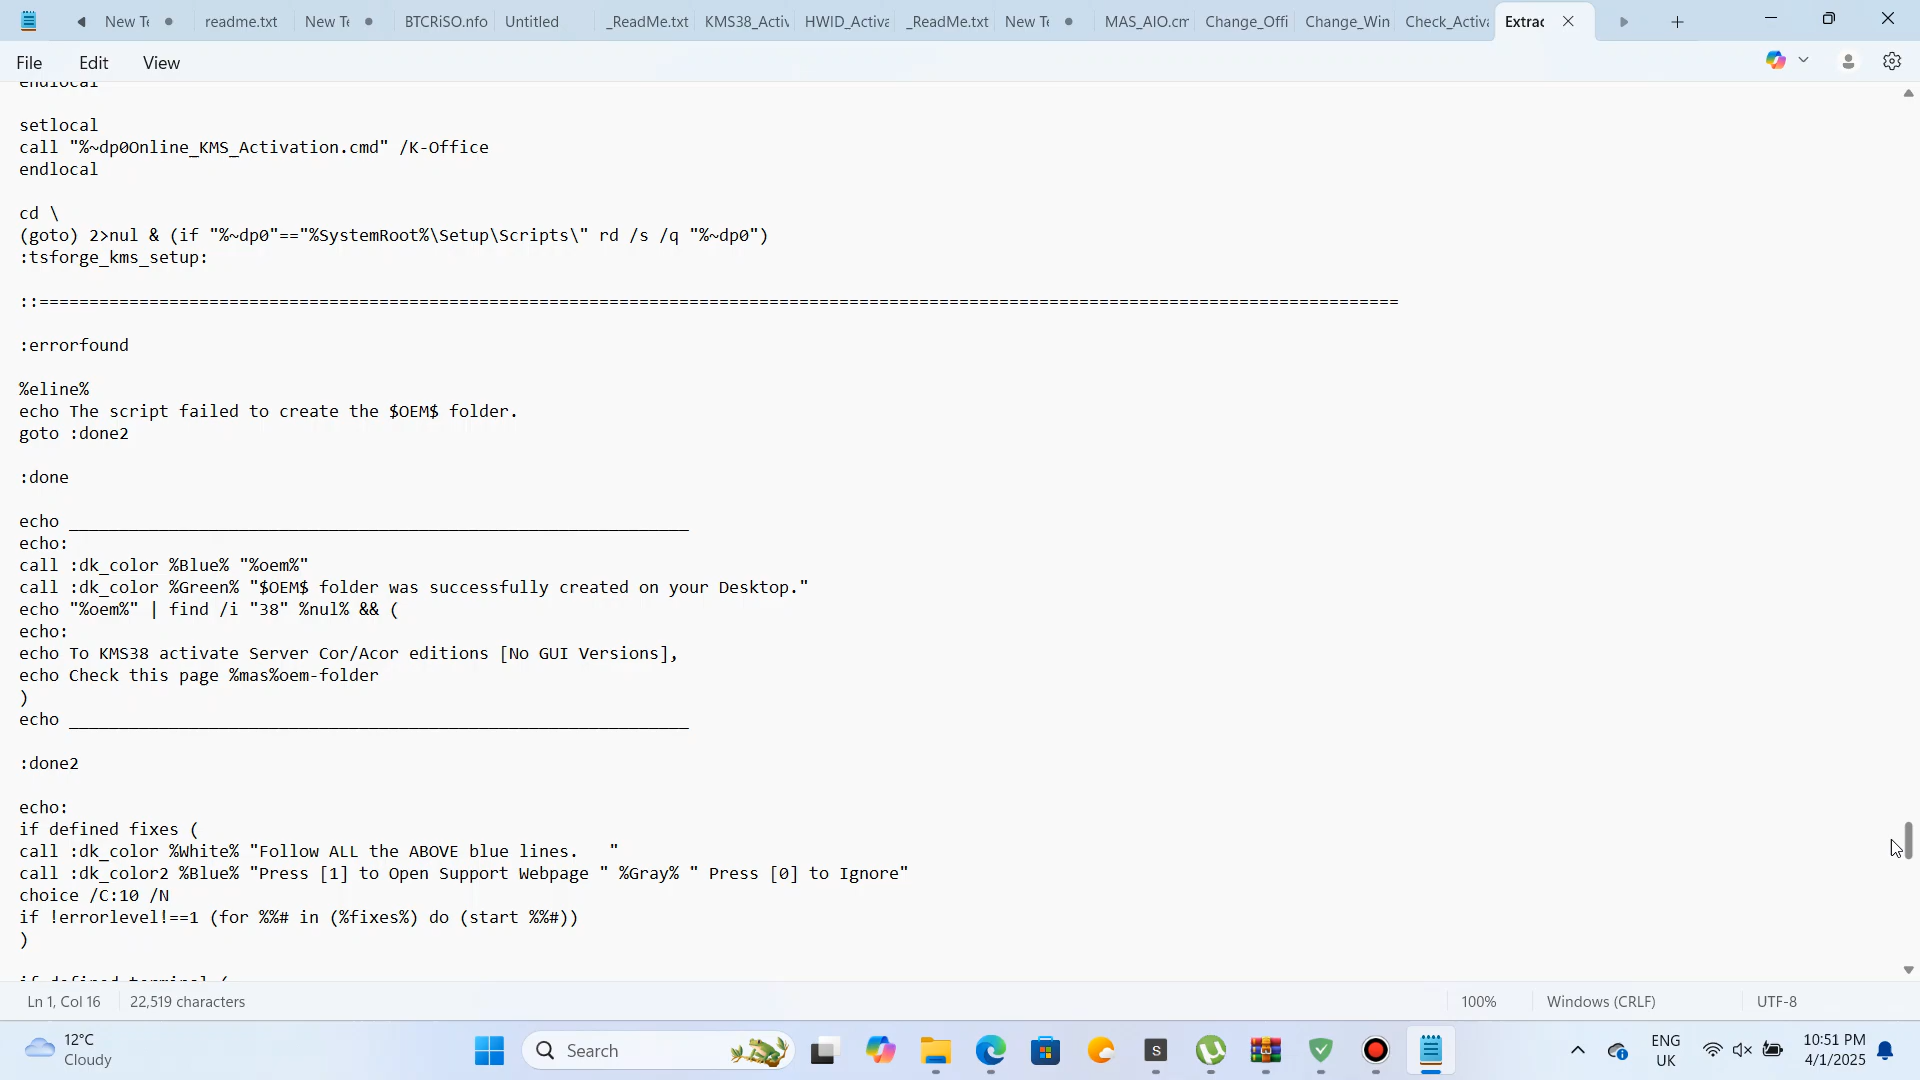 New Te
readme.txt
New Te
BTCRiSO.nfo
Untitled
_ReadMe.txt
KMS38_Activ
HWID_Activa
_ReadMe.txt
New Te
MAS_AIO.cm
Change_Offi
Change_Win
Check_Activa
Extrac
File
Edit
View
endlocal
setlocal
call "%~dp0Online_KMS_Activation.cmd" /K-Office
endlocal
cd \
(goto) 2>nul & (if "%~dp0"=="%SystemRoot%\Setup\Scripts\" rd /s /q "%~dp0")
:tsforge_kms_setup:
::========================================================================================================================================
:errorfound
%eline%
echo The script failed to create the $OEM$ folder.
goto :done2
:done
echo ______________________________________________________________
echo:
call :dk_color %Blue% "%oem%"
call :dk_color %Green% "$OEM$ folder was successfully created on your Desktop."
echo "%oem%" | find /i "38" %nul% && (
echo:
echo To KMS38 activate Server Cor/Acor editions [No GUI Versions],
echo Check this page %mas%oem-folder
)
echo ______________________________________________________________
:done2
echo:
if defined fixes (
call :dk_color %White% "Follow ALL the ABOVE blue lines.   "
call :dk_color2 %Blue% "Press [1] to Open Support Webpage " %Gray% " Press [0] to Ignore"
choice /C:10 /N
if !errorlevel!==1 (for %%# in (%fixes%) do (start %%#))
)
if defined terminal (
Ln 1, Col 16
22,519 characters
100%
Windows (CRLF)
UTF-8
12°C
Cloudy
Search
S
ENG
UK
10:51 PM
4/1/2025